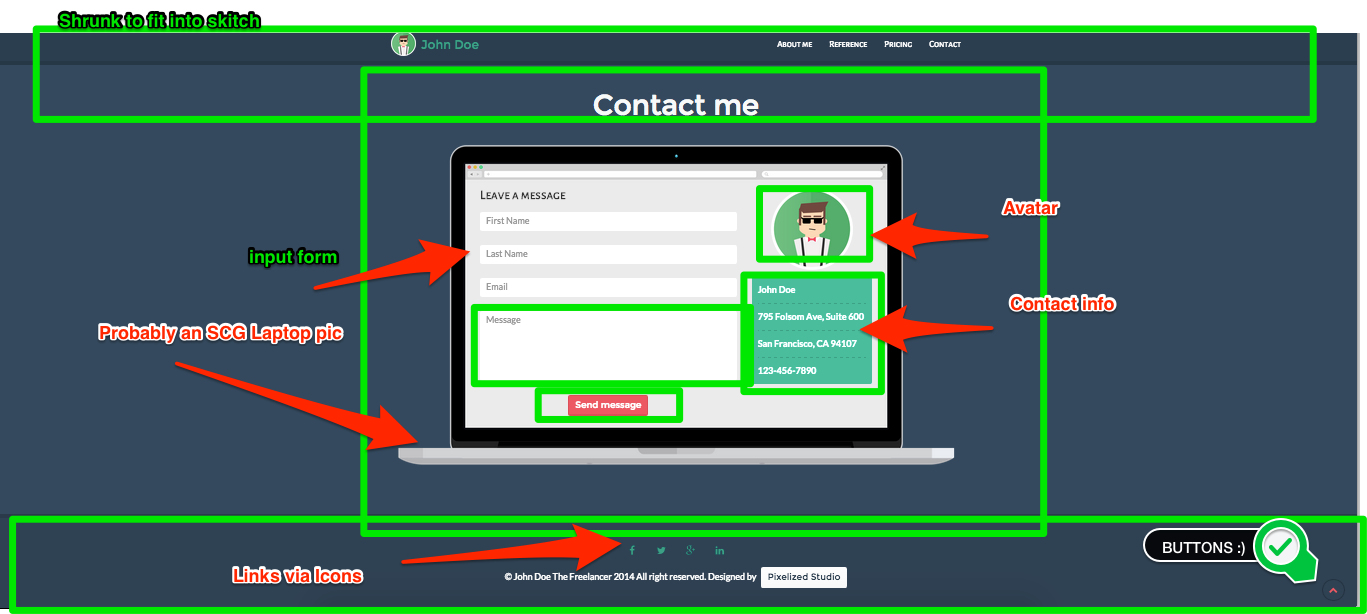 Shrunk to fit into skitch
John Doe
ABOUT ME REFERENCE PRICING CONTACT
Contact me
LEAVE A MESSAGE
First Name
Last Name
Email
Message
Send message
John Doe
795 Folsom Ave, Suite 600
San Francisco, CA 94107
123-456-7890
Avatar
Contact info
input form
Probably an SCG Laptop pic
Links via Icons
f g+ in
© John Doe The Freelancer 2014 All right reserved. Designed by Pixelized Studio
BUTTONS :)